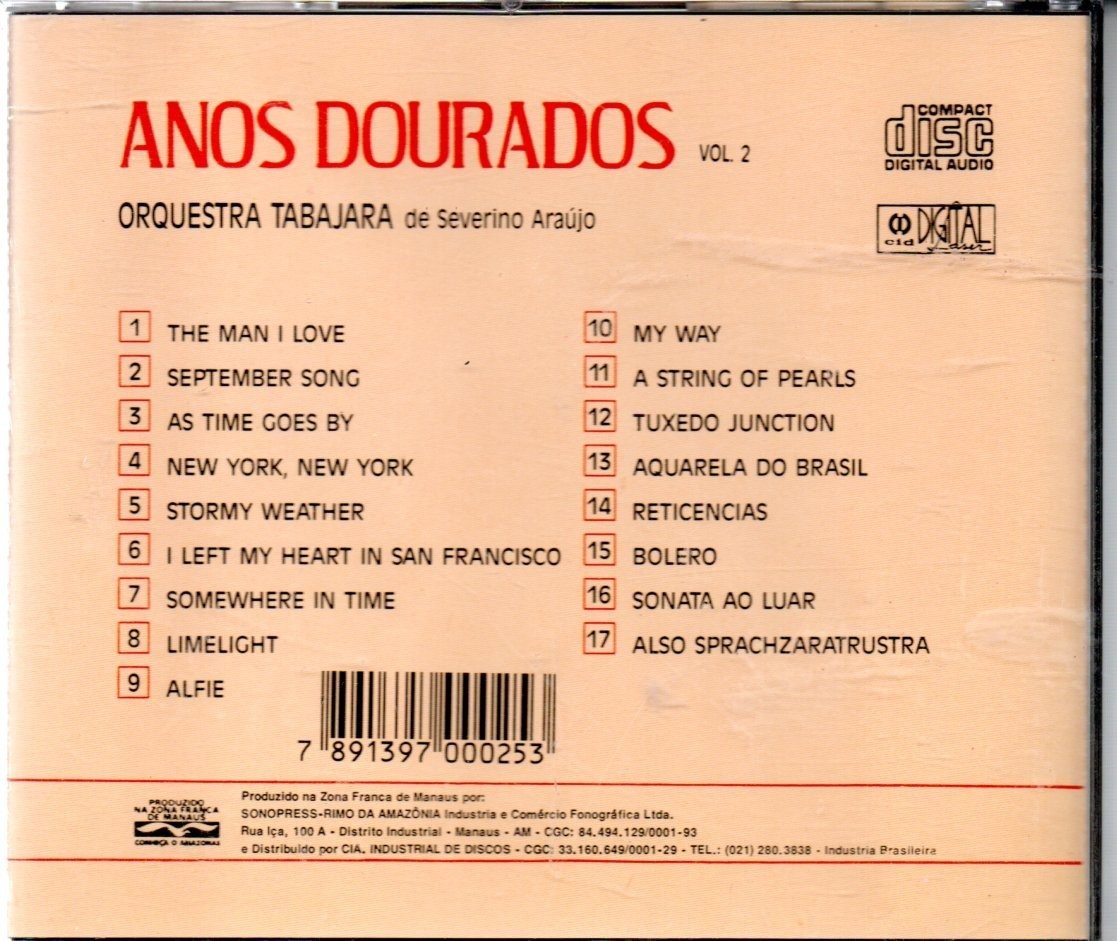 ANOS DOURADOS VOL. 2
COMPACT
disc
DIGITAL AUDIO
ORQUESTRA TABAJARA de Severino Araújo
cid DIGITAL
Laser
1 THE MAN I LOVE
2 SEPTEMBER SONG
3 AS TIME GOES BY
4 NEW YORK, NEW YORK
5 STORMY WEATHER
6 I LEFT MY HEART IN SAN FRANCISCO
7 SOMEWHERE IN TIME
8 LIMELIGHT
9 ALFIE
10 MY WAY
11 A STRING OF PEARLS
12 TUXEDO JUNCTION
13 AQUARELA DO BRASIL
14 RETICENCIAS
15 BOLERO
16 SONATA AO LUAR
17 ALSO SPRACHZARATRUSTRA
7 891397 000253
PRODUZIDO
NA ZONA FRANCA
DE MANAUS
CONHEÇA O AMAZONAS
Produzido na Zona Franca de Manaus por:
SONOPRESS-RIMO DA AMAZÔNIA Industria e Comércio Fonográfica Ltda.
Rua Iça, 100 A - Distrito Industrial - Manaus - AM - CGC: 84.494.129/0001-93
e Distribuido por CIA. INDUSTRIAL DE DISCOS - CGC: 33.160.649/0001-29 - TEL.: (021) 280.3838 - Industria Brasileira